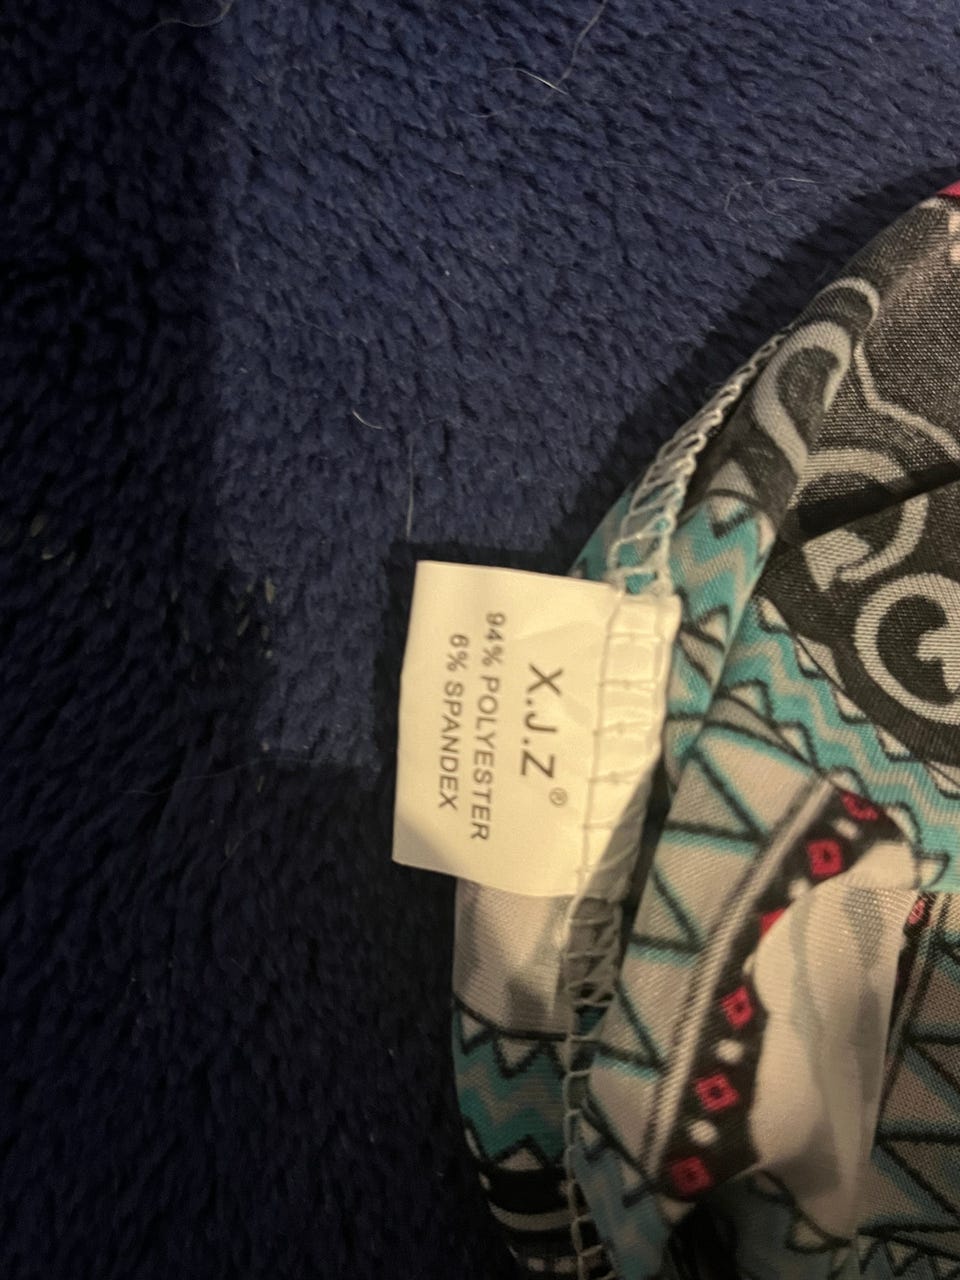 X.J.Z®
94% POLYESTER
6% SPANDEX